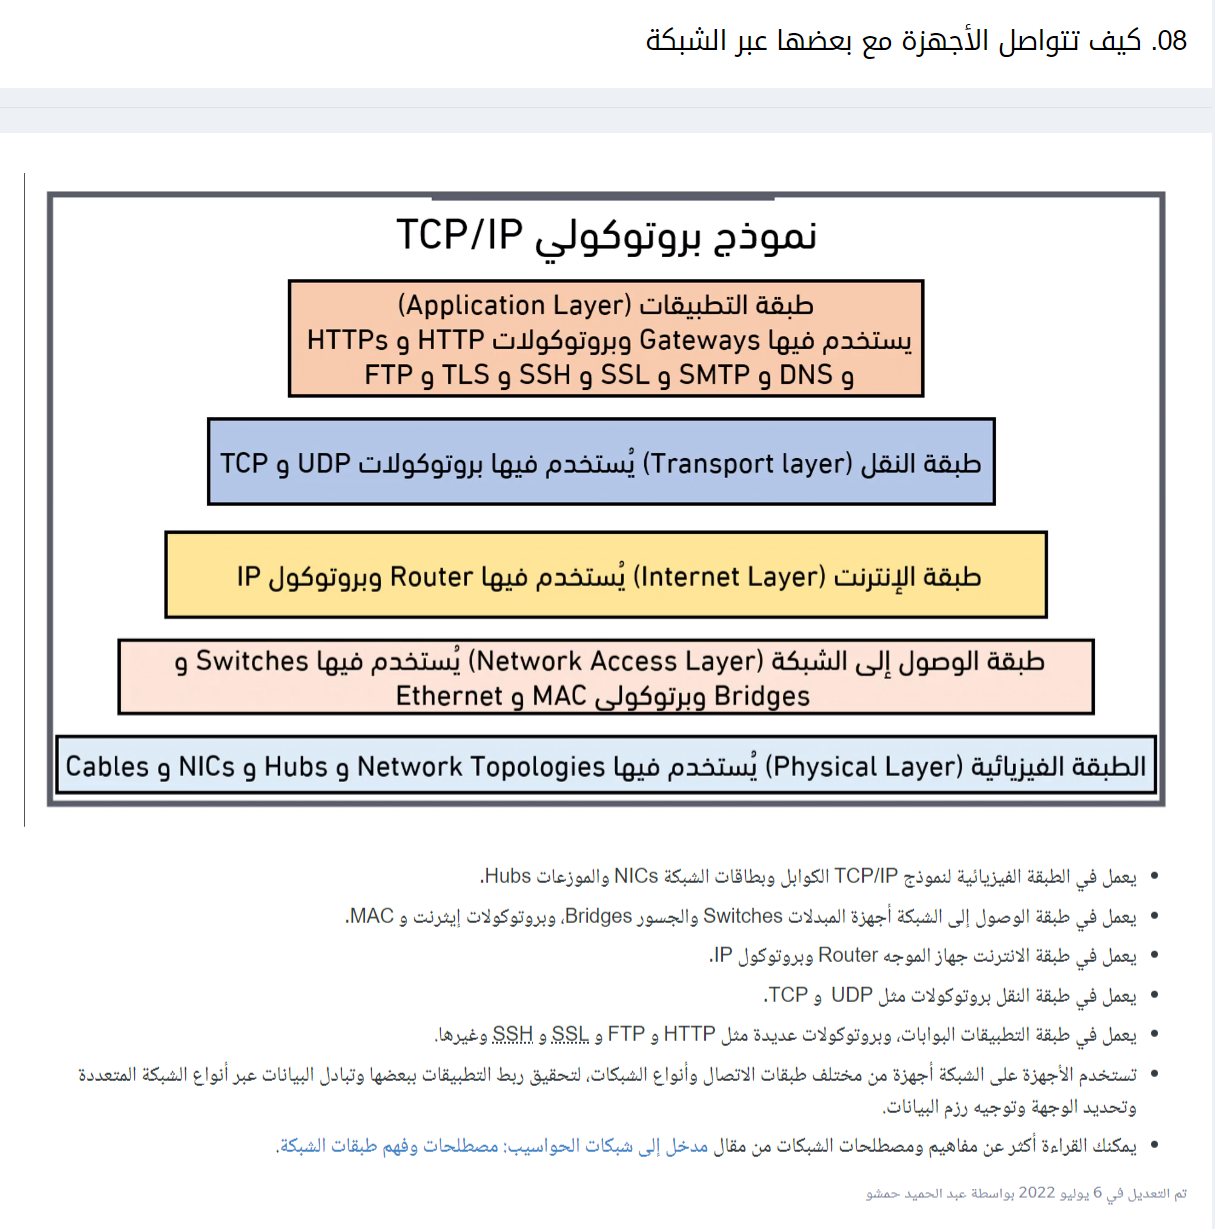 08. كيف تتواصل الأجهزة مع بعضها عبر الشبكة
نموذج بروتوكولي TCP/IP
طبقة التطبيقات (Application Layer)
يستخدم فيها Gateways وبروتوكولات HTTP و HTTPs
و DNS و SMTP و SSL و SSH و TLS و FTP
طبقة النقل (Transport layer) يُستخدم فيها بروتوكولات UDP و TCP
طبقة الإنترنت (Internet Layer) يُستخدم فيها Router وبروتوكول IP
طبقة الوصول إلى الشبكة (Network Access Layer) يُستخدم فيها Switches و
Bridges وبرتوكولي MAC و Ethernet
الطبقة الفيزيائية (Physical Layer) يُستخدم فيها Network Topologies و Hubs و NICs و Cables
• يعمل في الطبقة الفيزيائية لنموذج TCP/IP الكوابل وبطاقات الشبكة NICs والموزعات Hubs.
• يعمل في طبقة الوصول إلى الشبكة أجهزة المبدلات Switches والجسور Bridges، وبروتوكولات إيثرنت و MAC.
• يعمل في طبقة الانترنت جهاز الموجه Router وبروتوكول IP.
• يعمل في طبقة النقل بروتوكولات مثل UDP و TCP.
• يعمل في طبقة التطبيقات البوابات، وبروتوكولات عديدة مثل HTTP و FTP و SSL و SSH وغيرها.
• تستخدم الأجهزة على الشبكة أجهزة من مختلف طبقات الاتصال وأنواع الشبكات، لتحقيق ربط التطبيقات ببعضها وتبادل البيانات عبر أنواع الشبكة المتعددة
وتحديد الوجهة وتوجيه رزم البيانات.
• يمكنك القراءة أكثر عن مفاهيم ومصطلحات الشبكات من مقال مدخل إلى شبكات الحواسيب: مصطلحات وفهم طبقات الشبكة.
تم التعديل في 6 يوليو 2022 بواسطة عبد الحميد حمشو